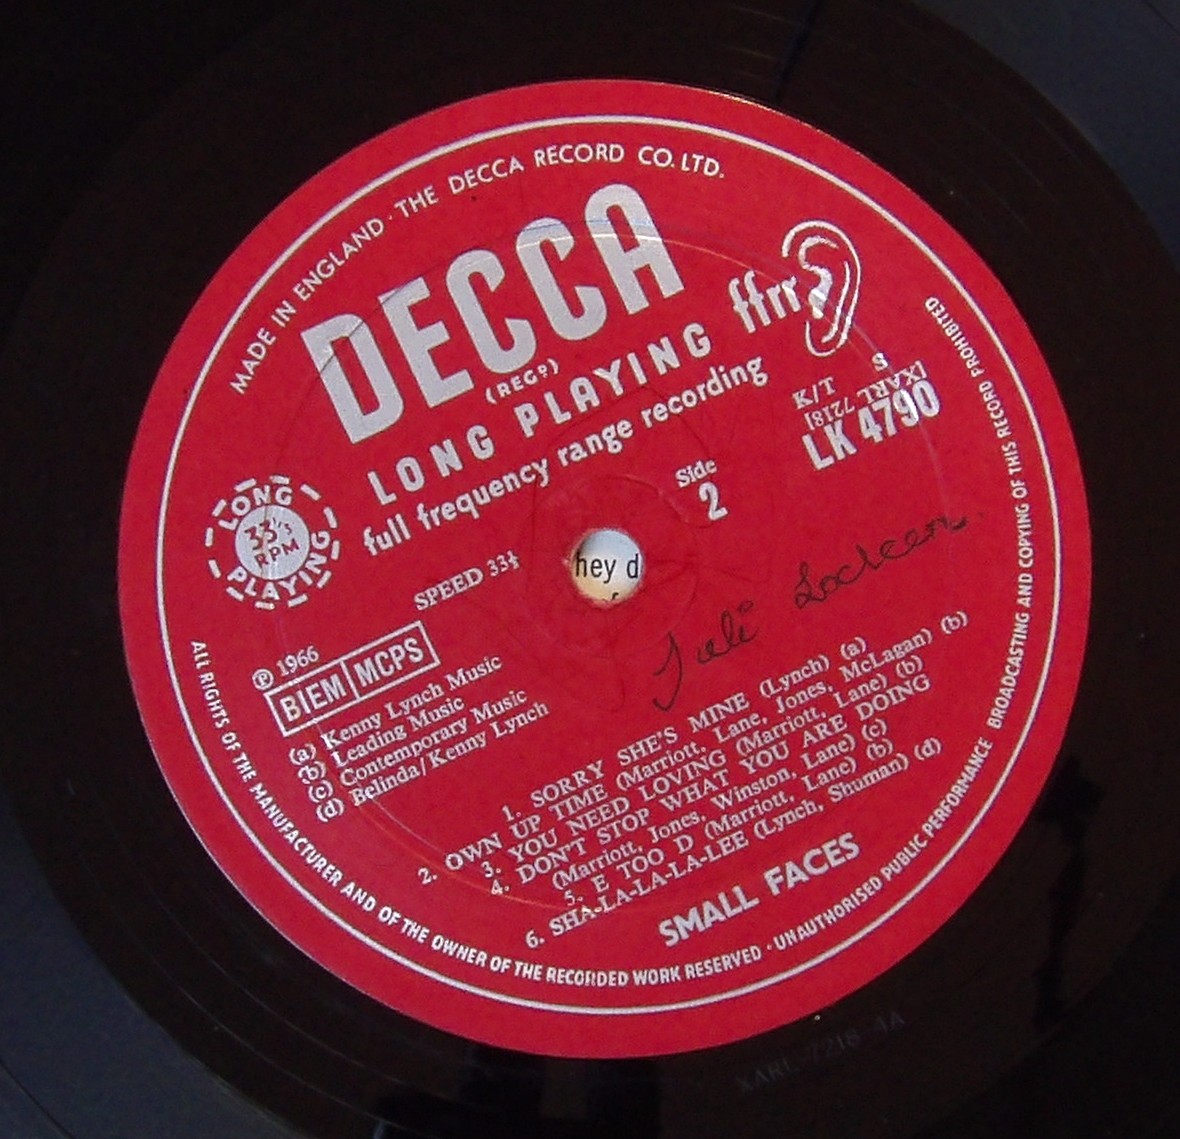 MADE IN ENGLAND · THE DECCA RECORD CO. LTD.
DECCA
(REGD)
LONG PLAYING ffrr
full frequency range recording
LONG
33⅓
RPM
PLAYING
SPEED 33⅓
Side
2
K/T S
(XARL 7218)
LK 4790
hey d
℗ 1966
BIEM MCPS
(a) Kenny Lynch Music
(b) Leading Music
(c) Contemporary Music
(d) Belinda/Kenny Lynch
1. SORRY SHE'S MINE (Lynch) (a)
2. OWN UP TIME (Marriott, Lane, Jones, McLagan) (b)
3. YOU NEED LOVING (Marriott, Lane) (b)
4. DON'T STOP WHAT YOU ARE DOING
(Marriott, Jones, Winston, Lane) (c)
5. E TOO D (Marriott, Lane) (b)
6. SHA-LA-LA-LA-LEE (Lynch, Shuman) (d)
SMALL FACES
ALL RIGHTS OF THE MANUFACTURER AND OF THE OWNER OF THE RECORDED WORK RESERVED · UNAUTHORISED PUBLIC PERFORMANCE BROADCASTING AND COPYING OF THIS RECORD PROHIBITED
XARL-7218-4A